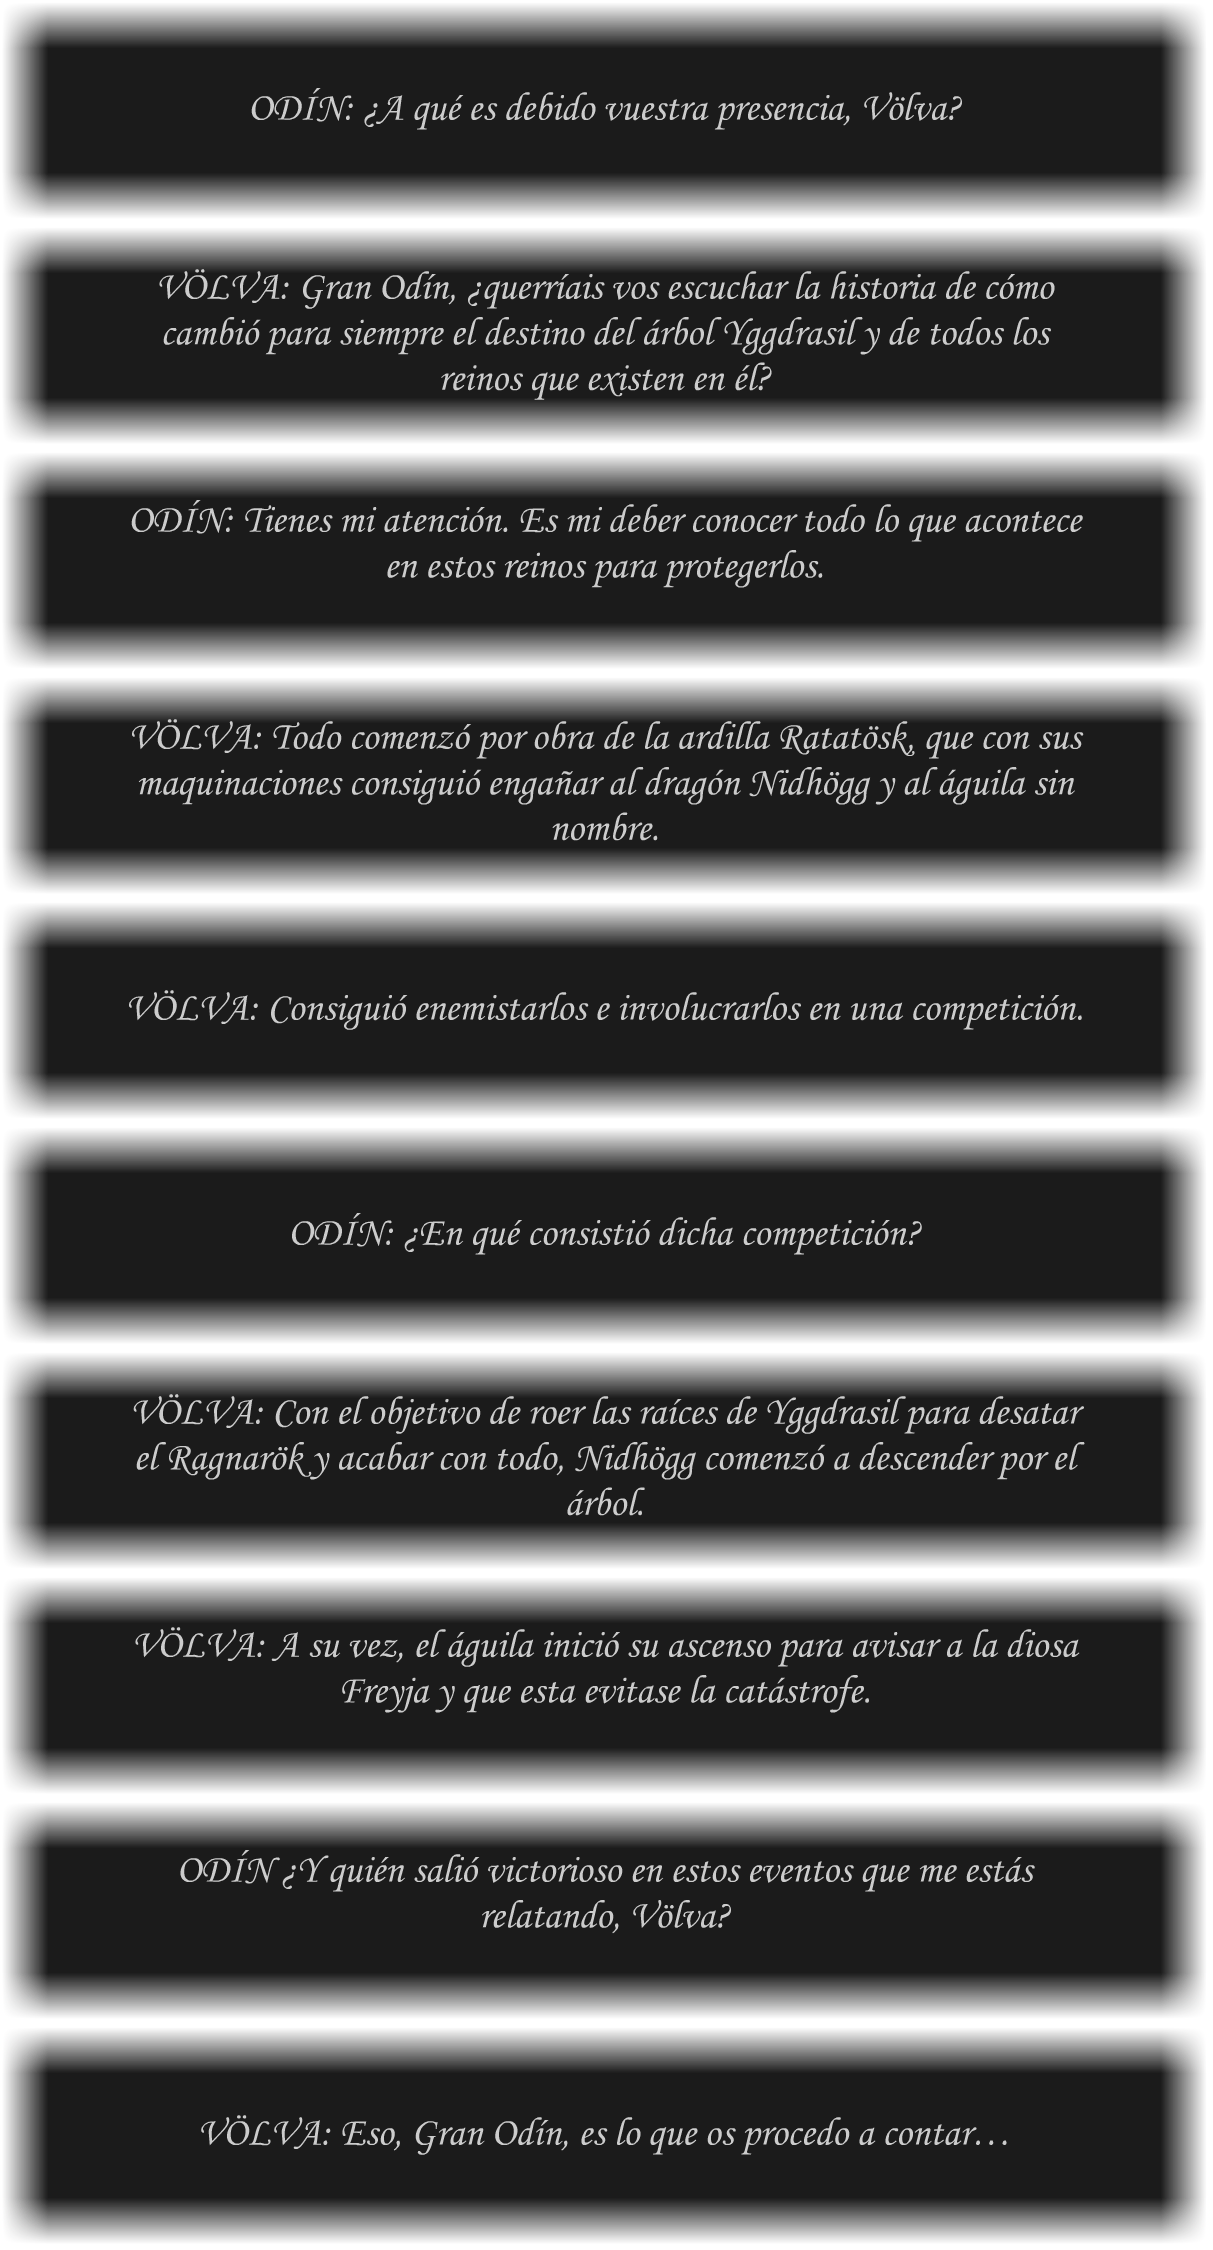 ODÍN: ¿A qué es debido vuestra presencia, Völva?
VÖLVA: Gran Odín, ¿querríais vos escuchar la historia de cómo
cambió para siempre el destino del árbol Yggdrasil y de todos los
reinos que existen en él?
ODÍN: Tienes mi atención. Es mi deber conocer todo lo que acontece
en estos reinos para protegerlos.
VÖLVA: Todo comenzó por obra de la ardilla Ratatösk, que con sus
maquinaciones consiguió engañar al dragón Nidhögg y al águila sin
nombre.
VÖLVA: Consiguió enemistarlos e involucrarlos en una competición.
ODÍN: ¿En qué consistió dicha competición?
VÖLVA: Con el objetivo de roer las raíces de Yggdrasil para desatar
el Ragnarök y acabar con todo, Nidhögg comenzó a descender por el
árbol.
VÖLVA: A su vez, el águila inició su ascenso para avisar a la diosa
Freyja y que esta evitase la catástrofe.
ODÍN ¿Y quién salió victorioso en estos eventos que me estás
relatando, Völva?
VÖLVA: Eso, Gran Odín, es lo que os procedo a contar…